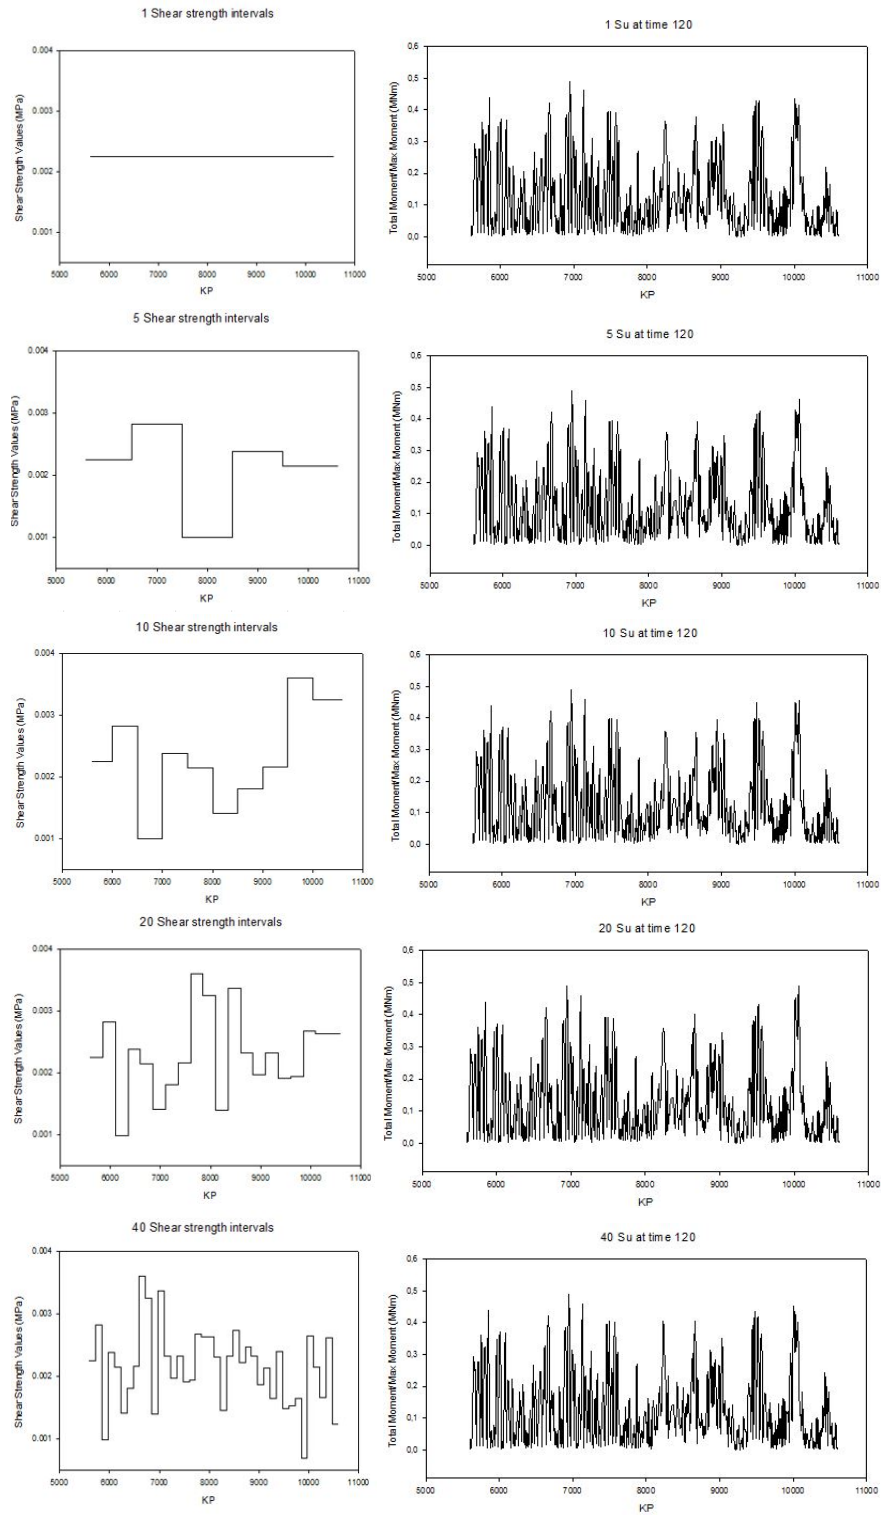 1 Shear strength intervals
Shear Strength Values (MPa)
0.004
0.003
0.002
0.001
5000 6000 7000 8000 9000 10000 11000
KP
1 Su at time 120
Total Moment/Max Moment (MNm)
0,6
0,5
0,4
0,3
0,2
0,1
0,0
5000 6000 7000 8000 9000 10000 11000
KP
5 Shear strength intervals
Shear Strength Values (MPa)
0.004
0.003
0.002
0.001
5000 6000 7000 8000 9000 10000 11000
KP
5 Su at time 120
Total Moment/Max Moment (MNm)
0,6
0,5
0,4
0,3
0,2
0,1
0,0
5000 6000 7000 8000 9000 10000 11000
KP
10 Shear strength intervals
Shear Strength Values (MPa)
0.004
0.003
0.002
0.001
5000 6000 7000 8000 9000 10000 11000
KP
10 Su at time 120
Total Moment/Max Moment (MNm)
0,6
0,5
0,4
0,3
0,2
0,1
0,0
5000 6000 7000 8000 9000 10000 11000
KP
20 Shear strength intervals
Shear Strength Values (MPa)
0.004
0.003
0.002
0.001
5000 6000 7000 8000 9000 10000 11000
KP
20 Su at time 120
Total Moment/Max Moment (MNm)
0,6
0,5
0,4
0,3
0,2
0,1
0,0
5000 6000 7000 8000 9000 10000 11000
KP
40 Shear strength intervals
Shear Strength Values (MPa)
0.004
0.003
0.002
0.001
5000 6000 7000 8000 9000 10000 11000
KP
40 Su at time 120
Total Moment/Max Moment (MNm)
0,6
0,5
0,4
0,3
0,2
0,1
0,0
5000 6000 7000 8000 9000 10000 11000
KP